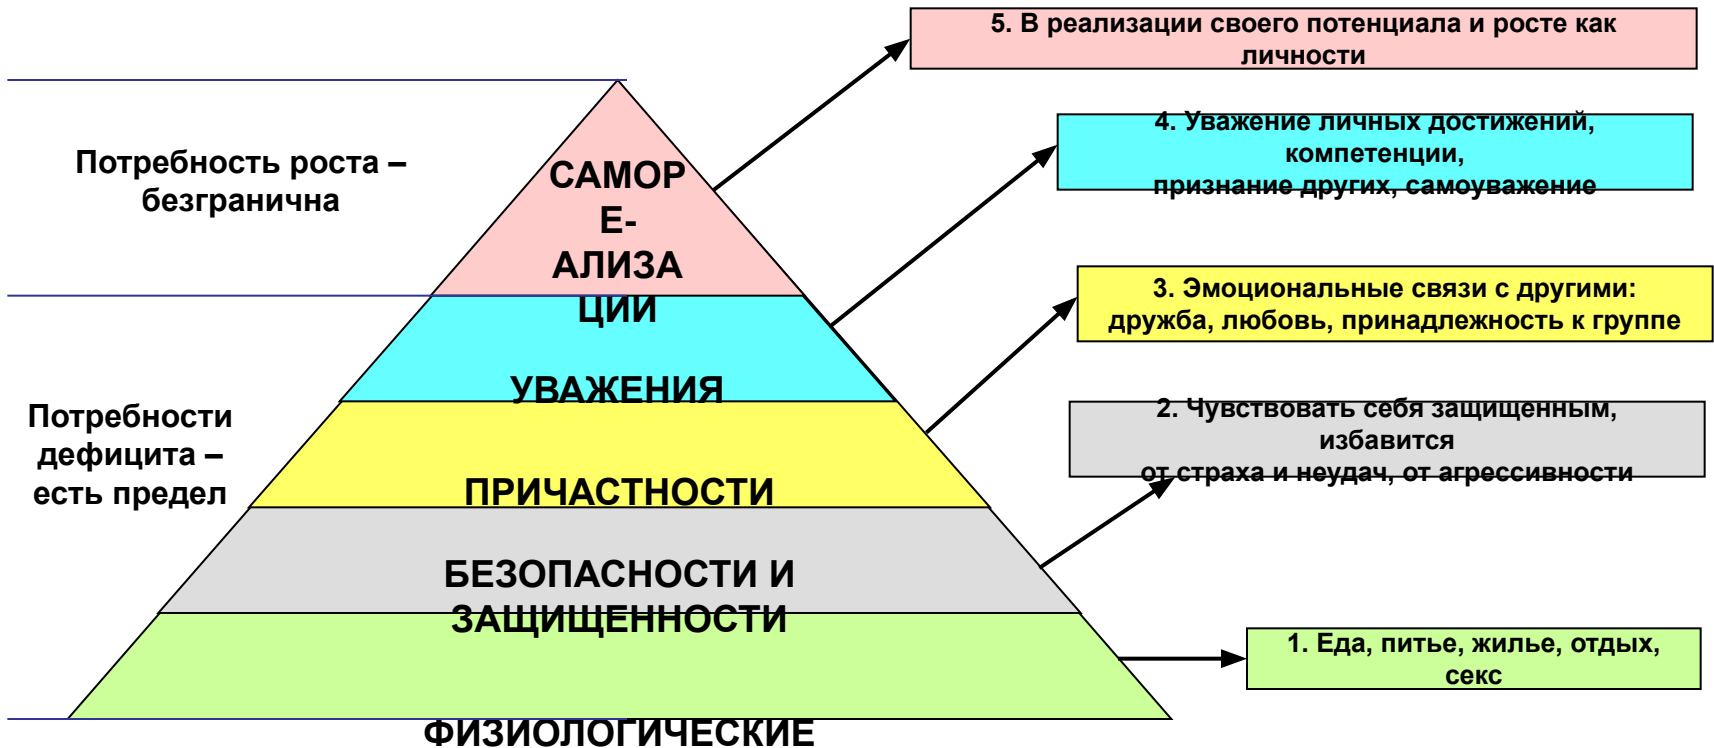 5. В реализации своего потенциала и росте как
личности
4. Уважение личных достижений,
компетенции,
признание других, самоуважение
Потребность роста –
безгранична
САМОР
Е-
АЛИЗА
ЦИИ
3. Эмоциональные связи с другими:
дружба, любовь, принадлежность к группе
УВАЖЕНИЯ
Потребности
дефицита –
есть предел
2. Чувствовать себя защищенным,
избавится
от страха и неудач, от агрессивности
ПРИЧАСТНОСТИ
БЕЗОПАСНОСТИ И
ЗАЩИЩЕННОСТИ
1. Еда, питье, жилье, отдых,
секс
ФИЗИОЛОГИЧЕСКИЕ